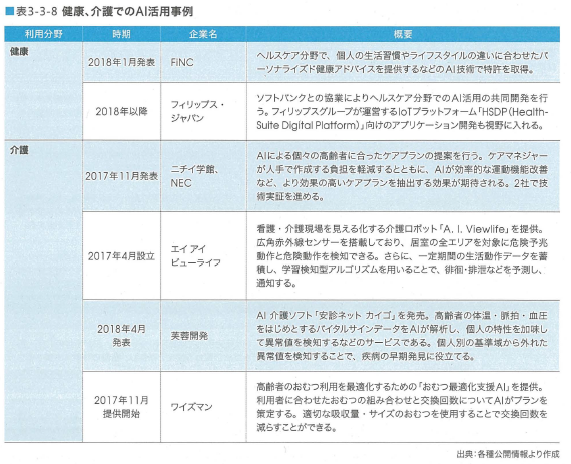 ■表3-3-8 健康、介護でのAI活用事例
利用分野 時期 企業名 概要
健康
2018年1月発表 FiNC
ヘルスケア分野で、個人の生活習慣やライフスタイルの違いに合わせたパ
ーソナライズド健康アドバイスを提供するなどのAI技術で特許を取得。
2018年以降 フィリップス・
ジャパン
ソフトバンクとの協業によりヘルスケア分野でのAI活用の共同開発を行
う。フィリップスグループが運営するIoTプラットフォーム「HSDP(Health-
Suite Digital Platform)」向けのアプリケーション開発も視野に入れる。
介護
2017年11月発表 ニチイ学館、
NEC
AIによる個々の高齢者に合ったケアプランの提案を行う。ケアマネジャー
が人手で作成する負担を軽減するとともに、AIが効率的な運動機能改善
など、より効果の高いケアプランを抽出する効果が期待される。2社で技
術実証を進める。
2017年4月設立 エイ アイ
ビューライフ
看護・介護現場を見える化する介護ロボット「A. I. Viewlife」を提供。
広角赤外線センサーを搭載しており、居室の全エリアを対象に危険予兆
動作と危険動作を検知できる。さらに、一定期間の生活動作データを蓄
積し、学習検知型アルゴリズムを用いることで、徘徊・排泄などを予測し、
通知する。
2018年4月
発表
芙蓉開発
AI 介護ソフト「安診ネット カイゴ」を発売。高齢者の体温・脈拍・血圧
をはじめとするバイタルサインデータをAIが解析し、個人の特性を加味し
て異常値を検知するなどのサービスである。個人別の基準域から外れた
異常値を検知することで、疾病の早期発見に役立てる。
2017年11月
提供開始
ワイズマン
高齢者のおむつ利用を最適化するための「おむつ最適化支援AI」を提供。
利用者に合わせたおむつの組み合わせと交換回数についてAIがプランを
策定する。適切な吸収量・サイズのおむつを使用することで交換回数を
減らすことができる。
出典:各種公開情報より作成